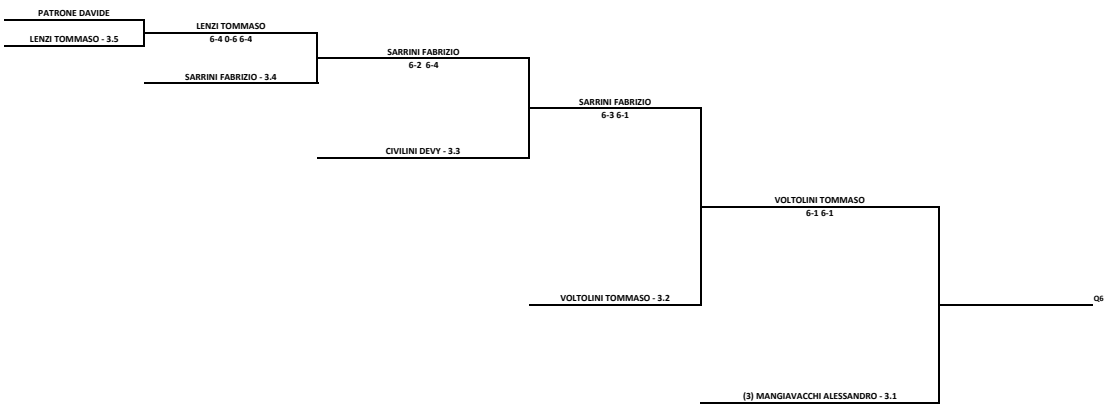 PATRONE DAVIDE
LENZI TOMMASO
LENZI TOMMASO - 3.5
6-4 0-6 6-4
SARRINI FABRIZIO
6-2 6-4
SARRINI FABRIZIO - 3.4
SARRINI FABRIZIO
6-3 6-1
CIVILINI DEVY - 3.3
VOLTOLINI TOMMASO
6-1 6-1
VOLTOLINI TOMMASO - 3.2
Q6
(3) MANGIAVACCHI ALESSANDRO - 3.1